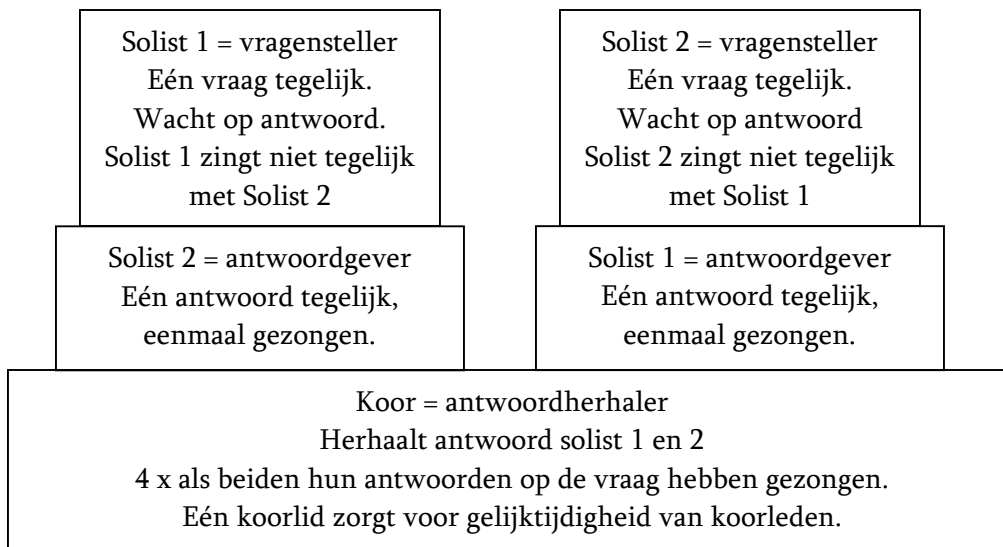 Solist 1 = vragensteller
Eén vraag tegelijk.
Wacht op antwoord.
Solist 1 zingt niet tegelijk
met Solist 2
Solist 2 = vragensteller
Eén vraag tegelijk.
Wacht op antwoord
Solist 2 zingt niet tegelijk
met Solist 1
Solist 2 = antwoordgever
Eén antwoord tegelijk,
eenmaal gezongen.
Solist 1 = antwoordgever
Eén antwoord tegelijk,
eenmaal gezongen.
Koor = antwoordherhaler
Herhaalt antwoord solist 1 en 2
4 x als beiden hun antwoorden op de vraag hebben gezongen.
Eén koorlid zorgt voor gelijktijdigheid van koorleden.